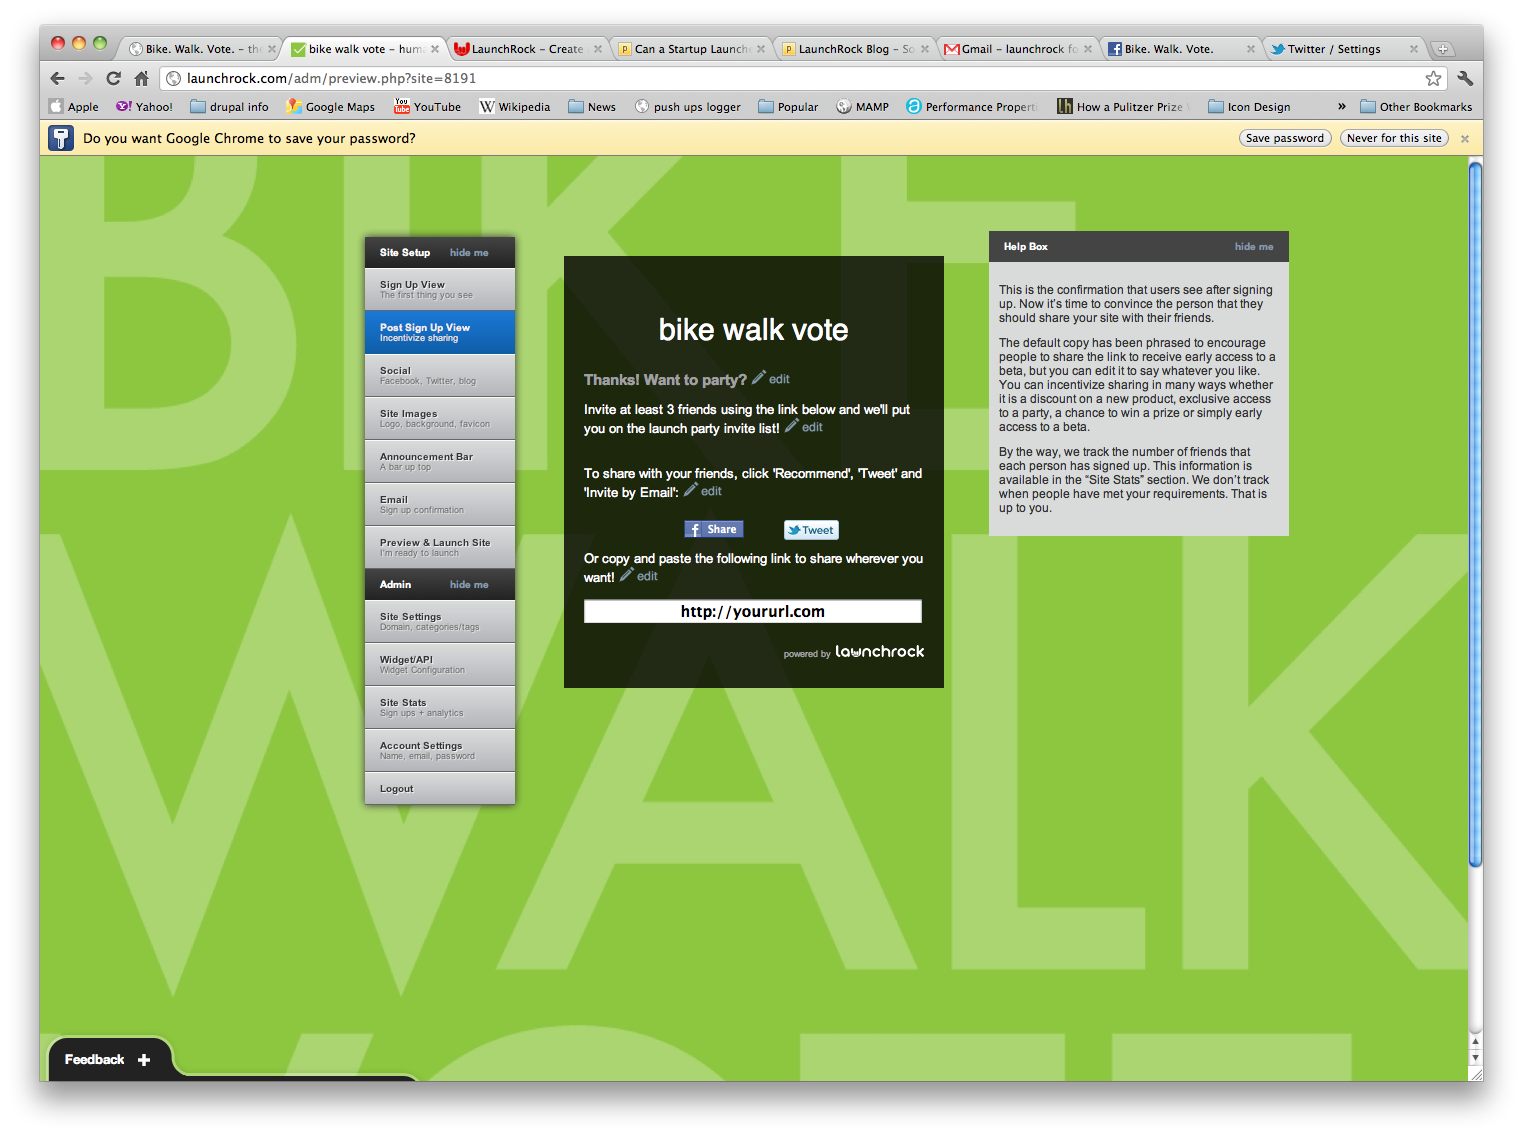 Bike. Walk. Vote. – the
bike walk vote – huma
LaunchRock – Create
Can a Startup Launche
LaunchRock Blog – So
Gmail – launchrock fo
Bike. Walk. Vote.
Twitter / Settings
launchrock.com/adm/preview.php?site=8191
Apple
Yahoo!
drupal info
Google Maps
You Tube
YouTube
W
Wikipedia
News
push ups logger
Popular
MAMP
Performance Properti
lh
How a Pulitzer Prize
Icon Design
»
Other Bookmarks
Do you want Google Chrome to save your password?
Save password
Never for this site
BIKE
WALK
VOTE
Site Setup hide me
Sign Up View
The first thing you see
Post Sign Up View
Incentivize sharing
Social
Facebook, Twitter, blog
Site Images
Logo, background, favicon
Announcement Bar
A bar up top
Email
Sign up confirmation
Preview & Launch Site
I'm ready to launch
Admin hide me
Site Settings
Domain, categories/tags
Widget/API
Widget Configuration
Site Stats
Sign ups + analytics
Account Settings
Name, email, password
Logout
bike walk vote
Thanks! Want to party? edit
Invite at least 3 friends using the link below and we'll put
you on the launch party invite list! edit
To share with your friends, click 'Recommend', 'Tweet' and
'Invite by Email': edit
f Share
Tweet
Or copy and paste the following link to share wherever you
want! edit
http://yoururl.com
powered by launchrock
Help Box hide me
This is the confirmation that users see after signing
up. Now it's time to convince the person that they
should share your site with their friends.
The default copy has been phrased to encourage
people to share the link to receive early access to a
beta, but you can edit it to say whatever you like.
You can incentivize sharing in many ways whether
it is a discount on a new product, exclusive access
to a party, a chance to win a prize or simply early
access to a beta.
By the way, we track the number of friends that
each person has signed up. This information is
available in the “Site Stats” section. We don't track
when people have met your requirements. That is
up to you.
Feedback +